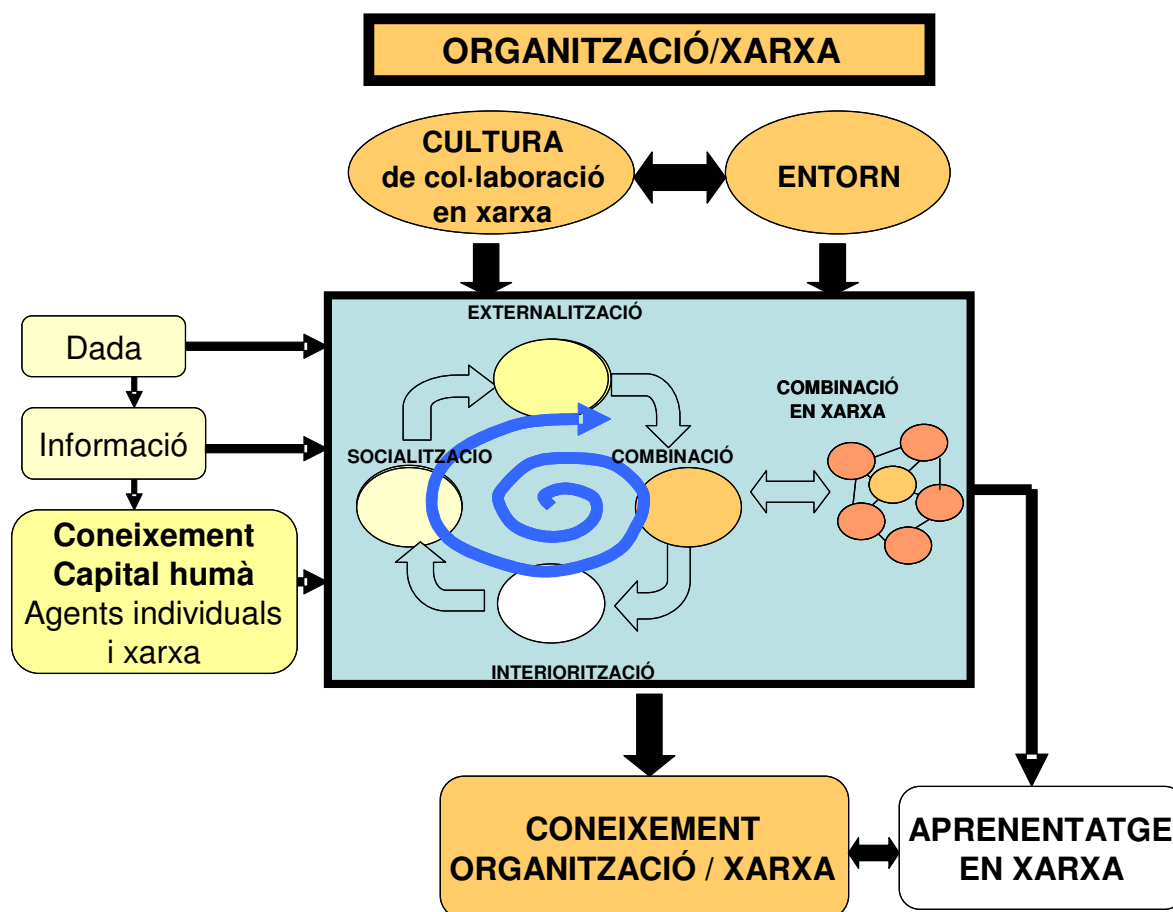 ORGANITZACIÓ/XARXA
CULTURA
de col·laboració
en xarxa
ENTORN
EXTERNALITZACIÓ
Dada
Informació
Coneixement
Capital humà
Agents individuals
i xarxa
SOCIALITZACIO
COMBINACIÓ
COMBINACIÓ
EN XARXA
INTERIORITZACIÓ
CONEIXEMENT
ORGANITZACIÓ / XARXA
APRENENTATGE
EN XARXA